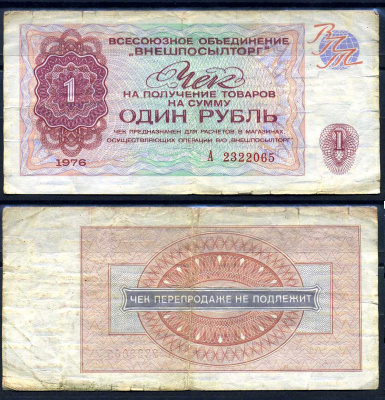 ВСЕСОЮЗНОЕ ОБЪЕДИНЕНИЕ
„ВНЕШПОСЫЛТОРГ"
ВПТ
Чек
НА ПОЛУЧЕНИЕ ТОВАРОВ
НА СУММУ
ОДИН РУБЛЬ
1
ЧЕК ПРЕДНАЗНАЧЕН ДЛЯ РАСЧЕТОВ В МАГАЗИНАХ,
ОСУЩЕСТВЛЯЮЩИХ ОПЕРАЦИИ В/О „ВНЕШПОСЫЛТОРГ"
1
1976
А 2322065
ЧЕК ПЕРЕПРОДАЖЕ НЕ ПОДЛЕЖИТ